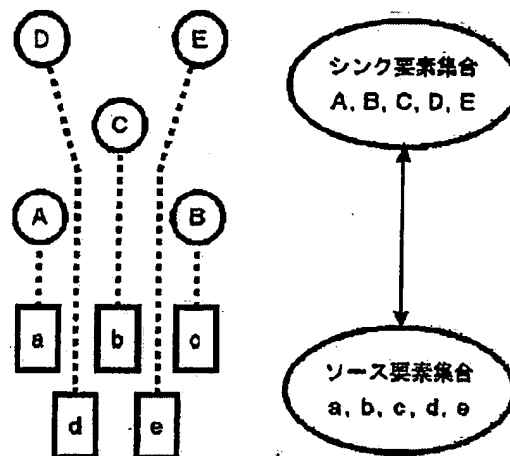 D E
C
A B
a b c
d e
シンク要素集合
A, B, C, D, E
ソース要素集合
a, b, c, d, e